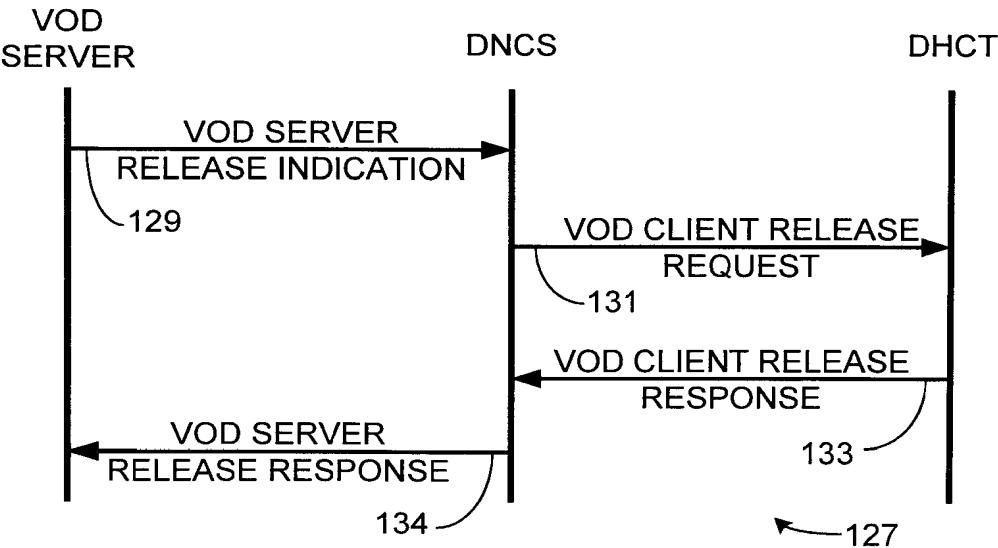 VOD
SERVER
DNCS
DHCT
VOD SERVER
RELEASE INDICATION
129
VOD CLIENT RELEASE
REQUEST
131
VOD CLIENT RELEASE
RESPONSE
133
VOD SERVER
RELEASE RESPONSE
134
127